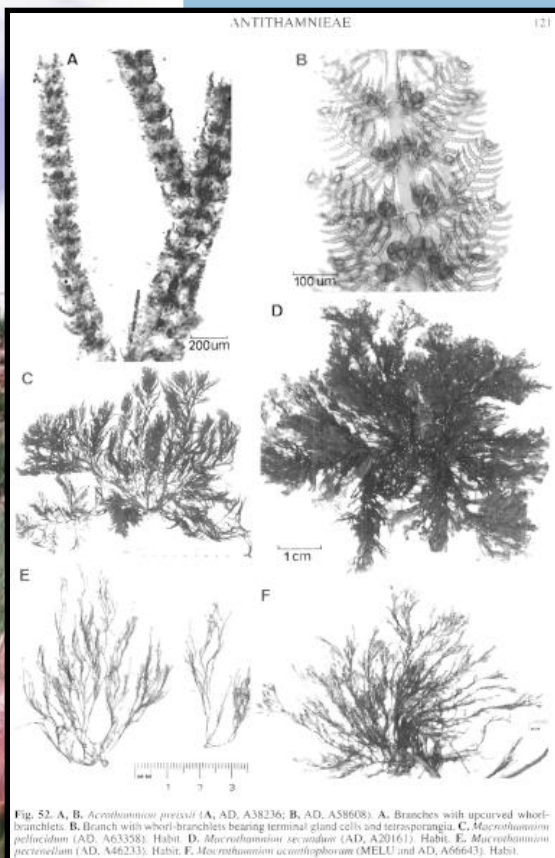 ANTITHAMNIEAE 121
A
B
100 um
200um
D
C
1cm
E
F
1 2 3
Fig. 52. A, B. Acrothamnion preissii (A, AD, A38236; B, AD, A58608). A. Branches with upcurved whorl-
branchlets. B. Branch with whorl-branchlets bearing terminal gland cells and tetrasporangia. C. Macrothamnion
pellucidum (AD, A63358). Habit. D. Macrothamnion secundum (AD, A20161). Habit. E. Macrothamnion
pectenellum (AD, A46233). Habit. F. Macrothamnion acanthophorum (MELU and AD, A66643). Habit.